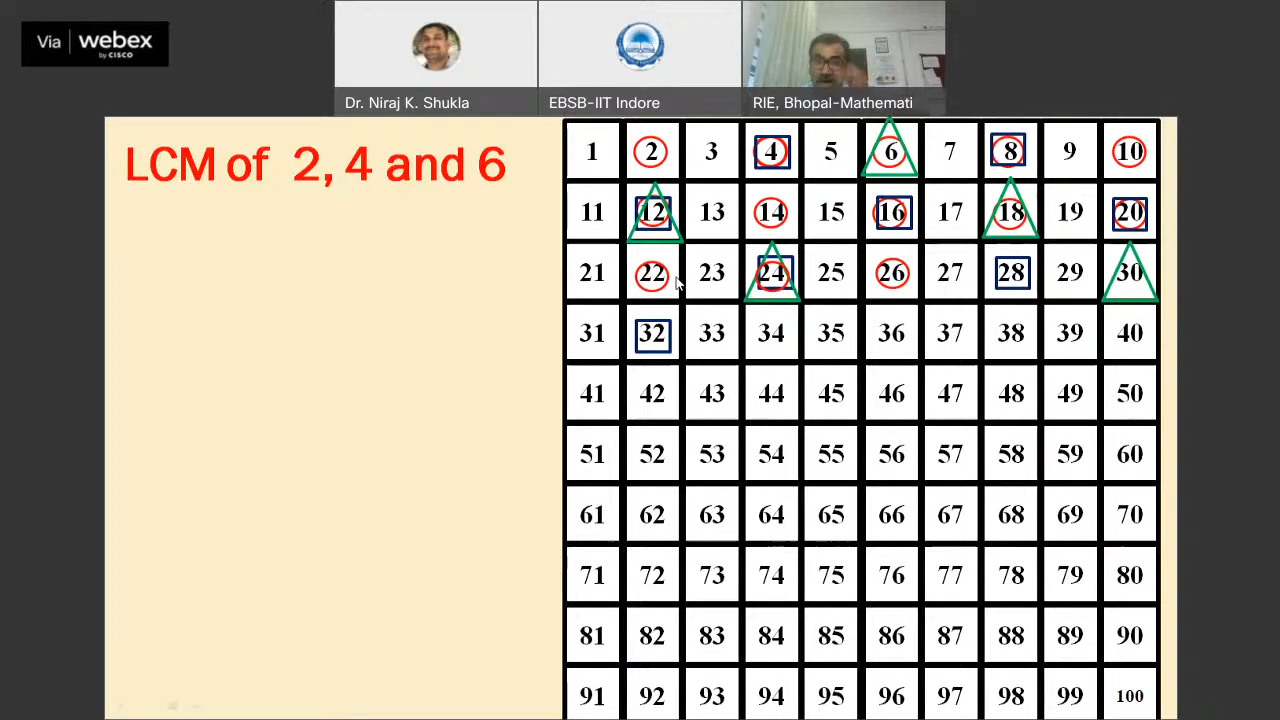 Via webex
by CISCO
Dr. Niraj K. Shukla
EBSB-IIT Indore
RIE, Bhopal-Mathemati
LCM of 2, 4 and 6
1 2 3 4 5 6 7 8 9 10
11 12 13 14 15 16 17 18 19 20
21 22 23 24 25 26 27 28 29 30
31 32 33 34 35 36 37 38 39 40
41 42 43 44 45 46 47 48 49 50
51 52 53 54 55 56 57 58 59 60
61 62 63 64 65 66 67 68 69 70
71 72 73 74 75 76 77 78 79 80
81 82 83 84 85 86 87 88 89 90
91 92 93 94 95 96 97 98 99 100